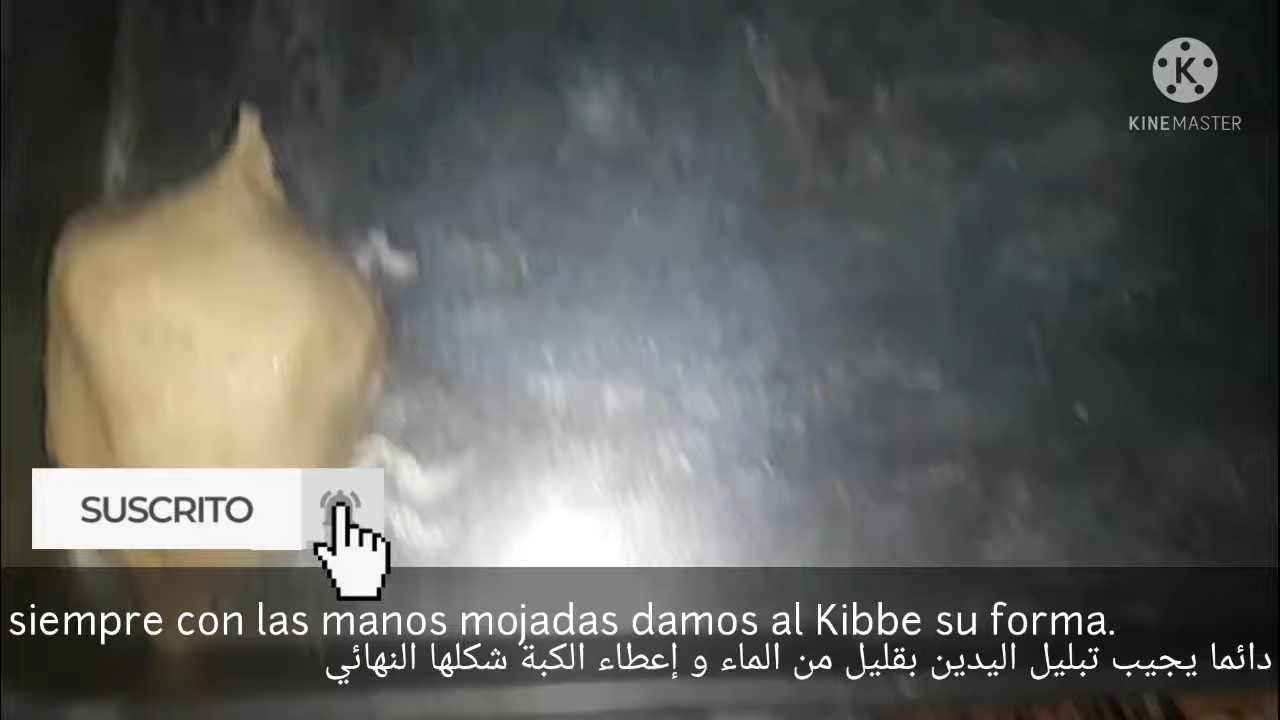 KINEMASTER
SUSCRITO
siempre con las manos mojadas damos al Kibbe su forma.
دائما يجيب تبليل اليدين بقليل من الماء و إعطاء الكبة شكلها النهائي